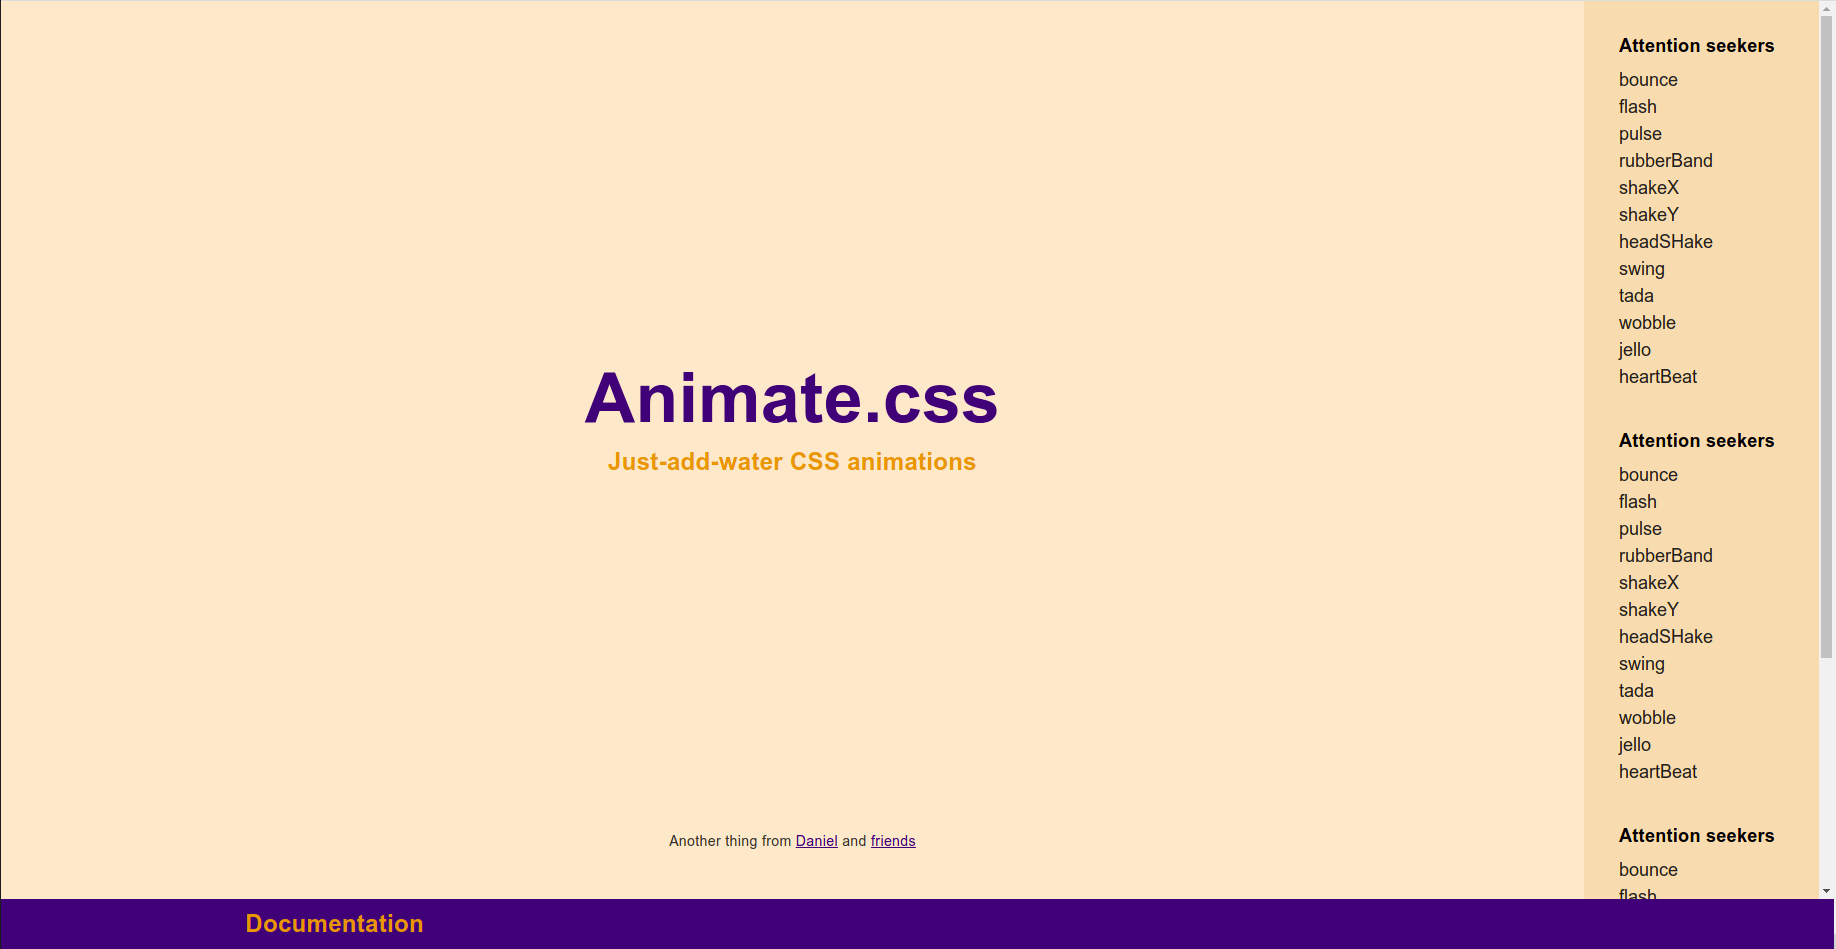 Animate.css
Just-add-water CSS animations
Another thing from Daniel and friends
Attention seekers
bounce
flash
pulse
rubberBand
shakeX
shakeY
headSHake
swing
tada
wobble
jello
heartBeat
Attention seekers
bounce
flash
pulse
rubberBand
shakeX
shakeY
headSHake
swing
tada
wobble
jello
heartBeat
Attention seekers
bounce
flash
Documentation